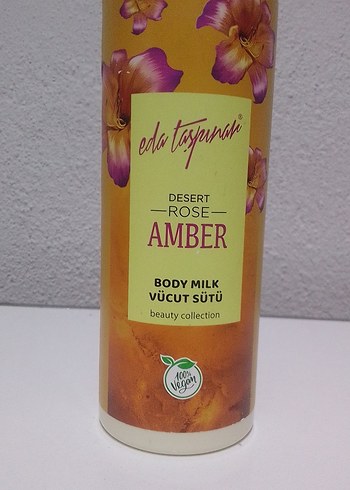 eda taşpınar®
DESERT
ROSE
AMBER
BODY MILK
VÜCUT SÜTÜ
beauty collection
100%
Vegan